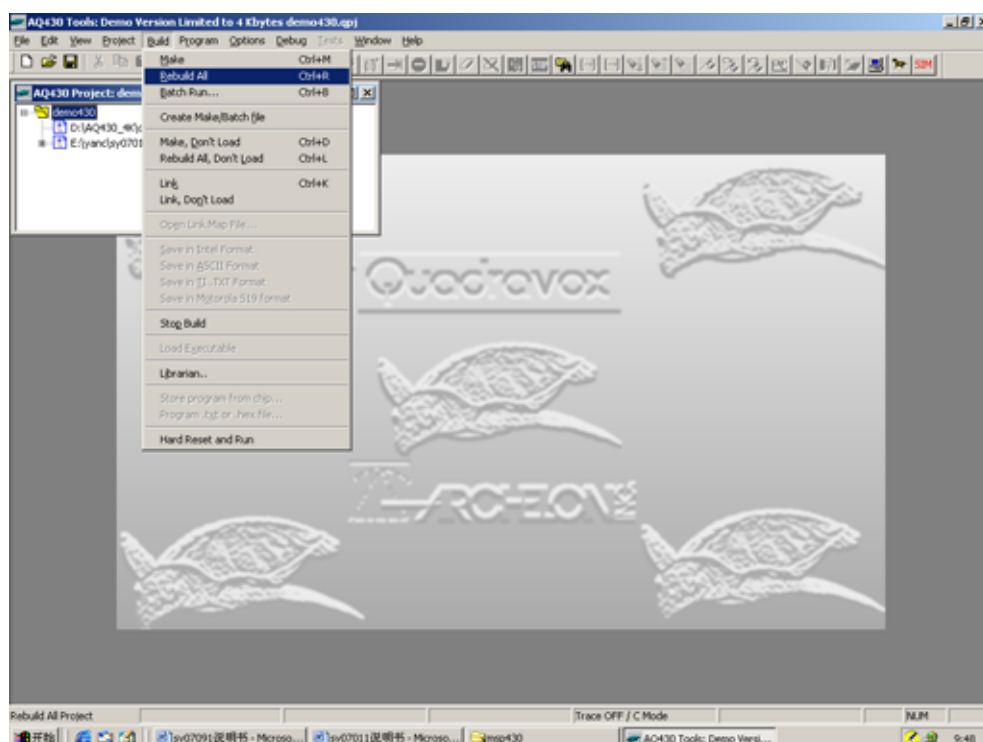 AQ430 Tools: Demo Version Limited to 4 Kbytes demo430.qpj
File Edit View Project Build Program Options Debug Tests Window Help
SIM
AQ430 Project: dem
demo430
D:\AQ430_4K\c
E:\yanc\sy0701
Make Ctrl+M
Rebuild All Ctrl+R
Batch Run... Ctrl+B
Create Make/Batch file
Make, Don't Load Ctrl+D
Rebuild All, Don't Load Ctrl+L
Link Ctrl+K
Link, Don't Load
Open Link.Map File...
Save in Intel Format
Save in ASCII Format
Save in TI .TXT Format
Save in Motorola S19 format
Stop Build
Load Executable
Librarian..
Store program from chip...
Program .txt or .hex file...
Hard Reset and Run
Quadravox
ARCHELON INC
Rebuild All Project
Trace OFF / C Mode
NUM
开始
sy07091说明书 - Microso...
sy07011说明书 - Microso...
msp430
AQ430 Tools: Demo Versi...
9:48